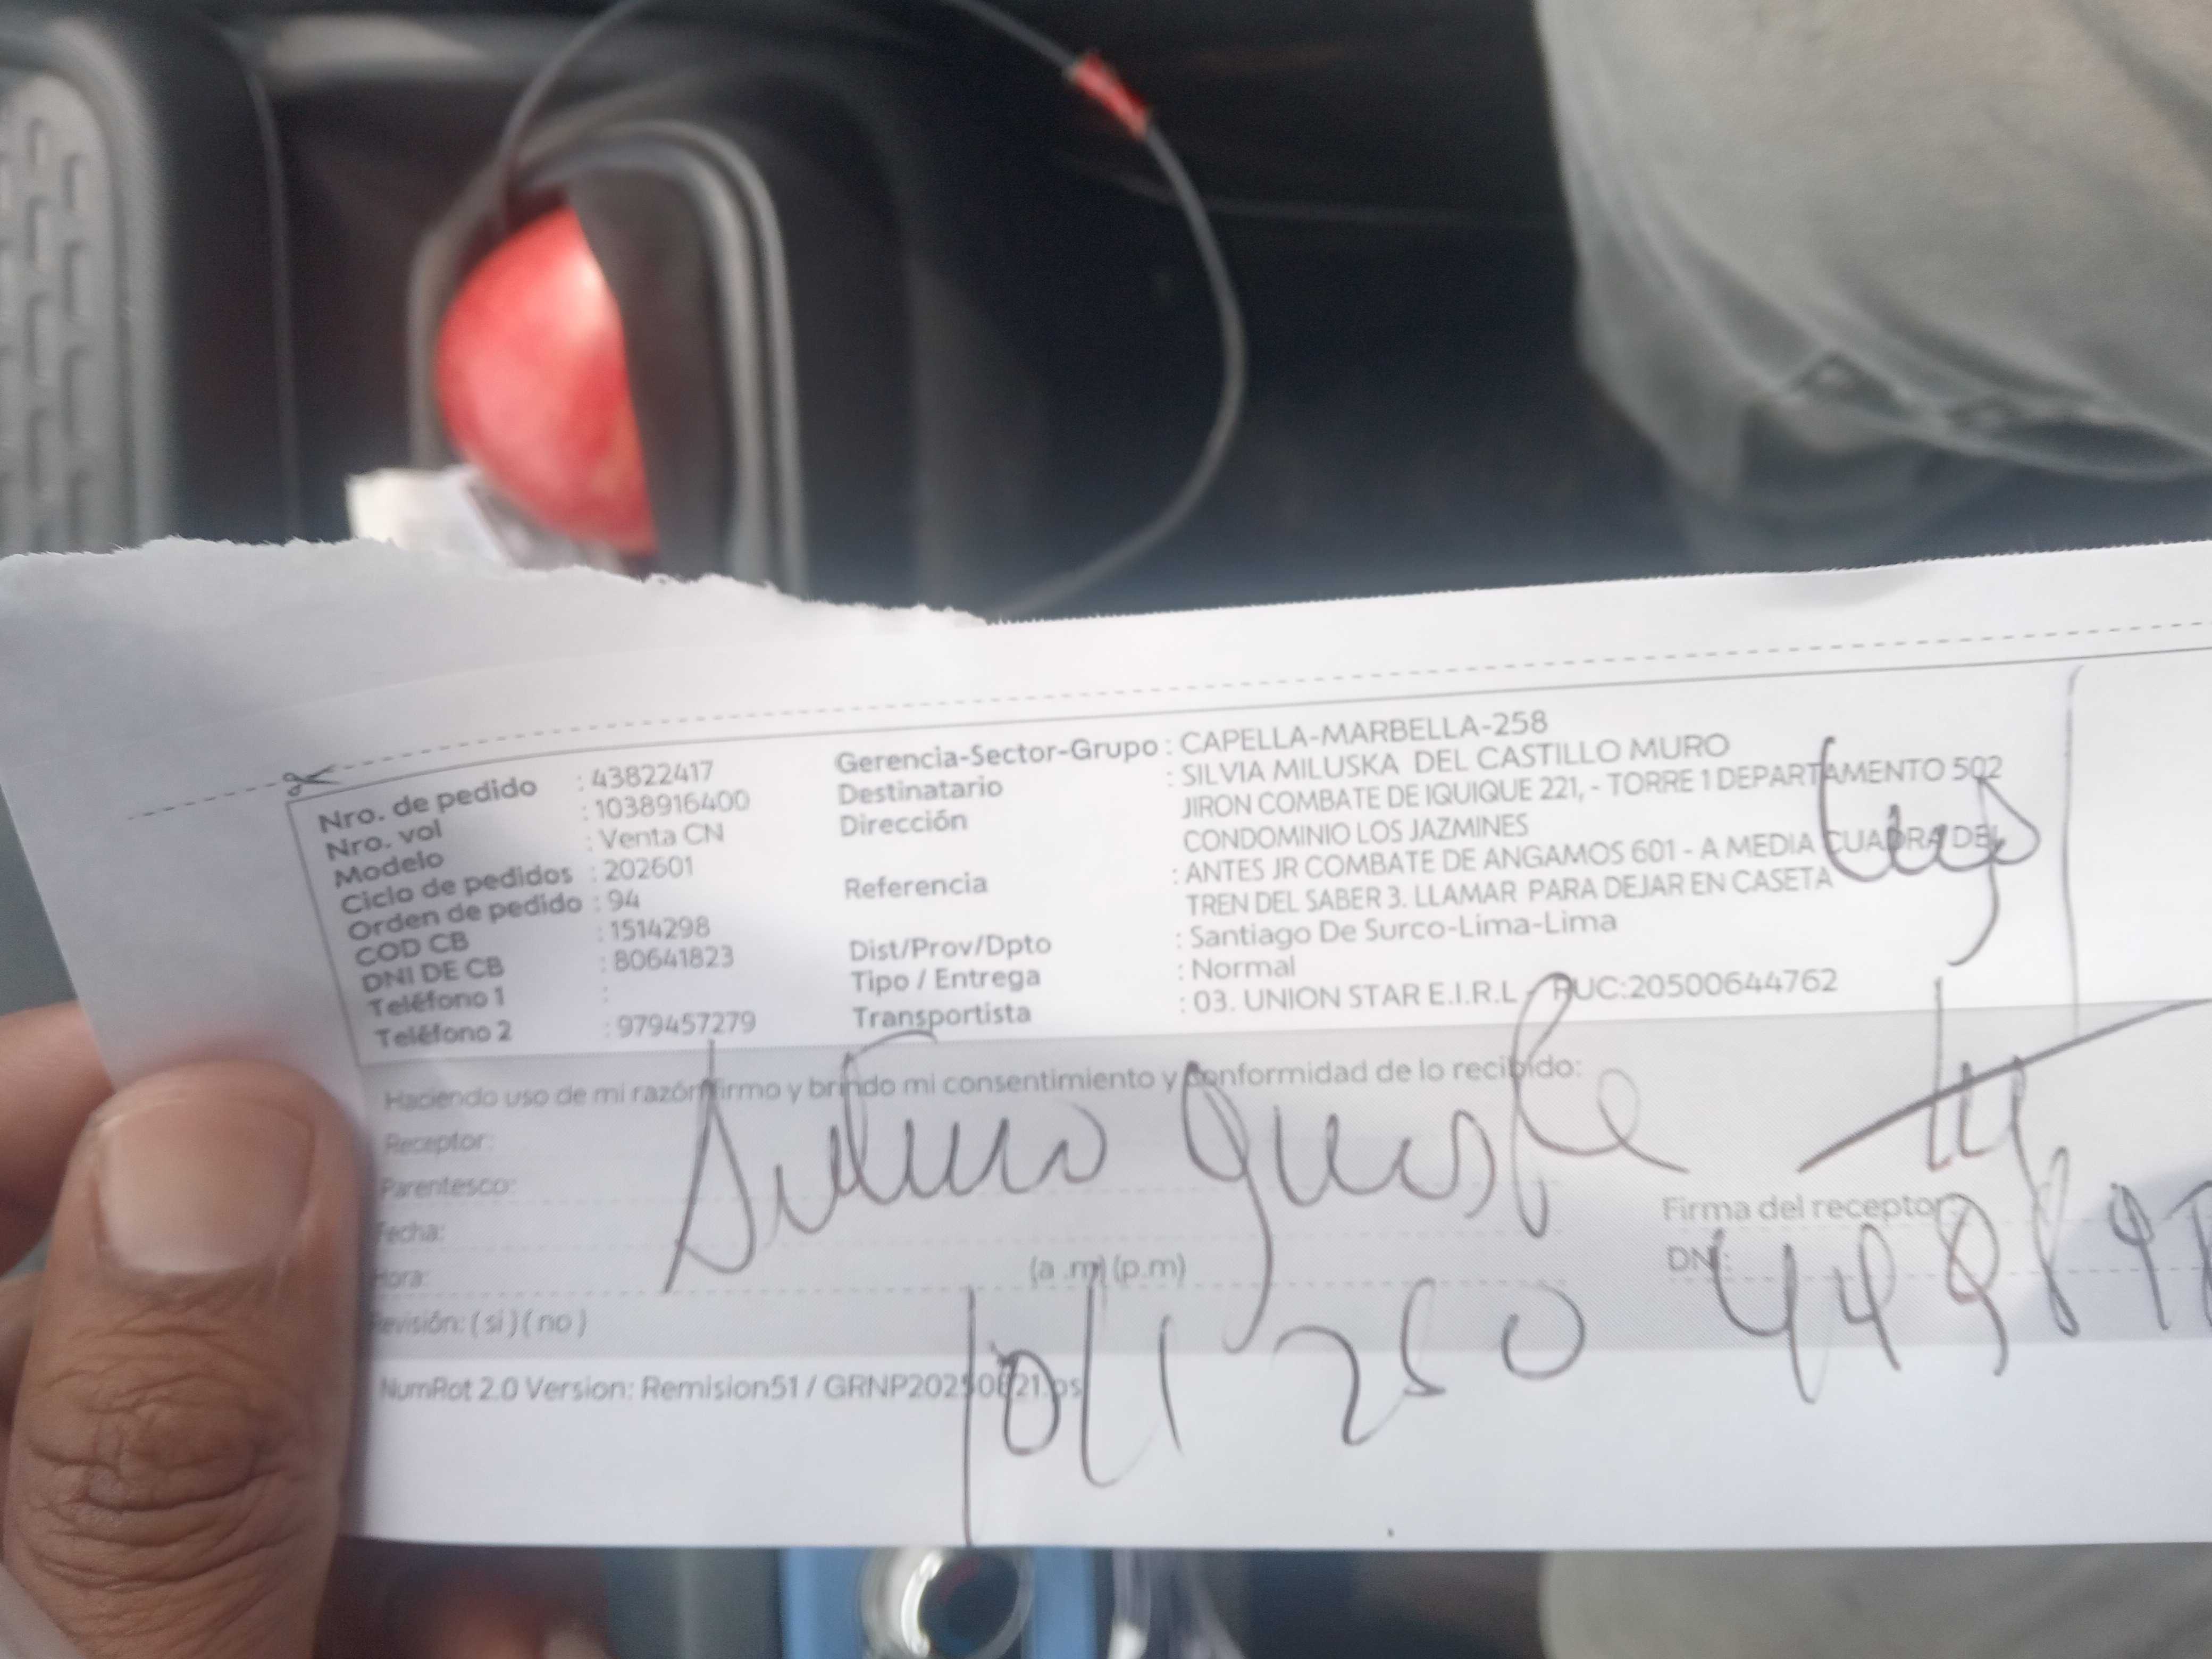 Nro. de pedido : 43822417
Nro. vol : 1038916400
Modelo : Venta CN
Ciclo de pedidos : 202601
Orden de pedido : 94
COD CB : 1514298
DNI DE CB : 80641823
Teléfono 1 :
Teléfono 2 : 979457279
Gerencia-Sector-Grupo : CAPELLA-MARBELLA-258
Destinatario : SILVIA MILUSKA DEL CASTILLO MURO
Dirección JIRON COMBATE DE IQUIQUE 221, - TORRE 1 DEPARTAMENTO 502
CONDOMINIO LOS JAZMINES
Referencia : ANTES JR COMBATE DE ANGAMOS 601 - A MEDIA CUADRA DEL
TREN DEL SABER 3. LLAMAR PARA DEJAR EN CASETA
Dist/Prov/Dpto : Santiago De Surco-Lima-Lima
Tipo / Entrega : Normal
Transportista : 03. UNION STAR E.I.R.L - RUC:20500644762
Haciendo uso de mi razón firmo y brindo mi consentimiento y conformidad de lo recibido:
Receptor:
Parentesco:
Fecha:
Hora: (a .m) (p.m)
Revisión: ( si ) ( no )
Arturo Quispe
Firma del receptor:
DNI:
NumRot 2.0 Version: Remision51 / GRNP20250621.ps